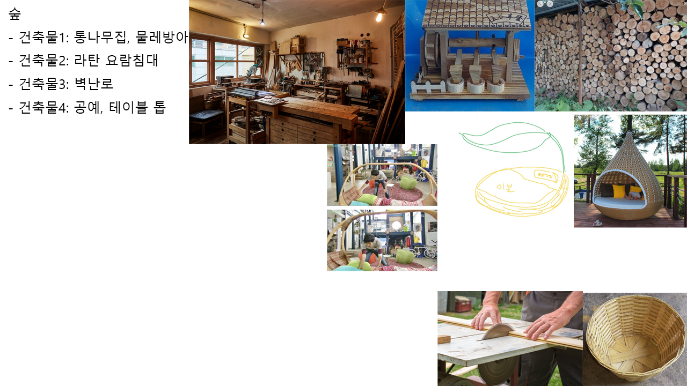 숲
- 건축물1: 통나무집, 물레방아
- 건축물2: 라탄 요람침대
- 건축물3: 벽난로
- 건축물4: 공예, 테이블 톱
이불